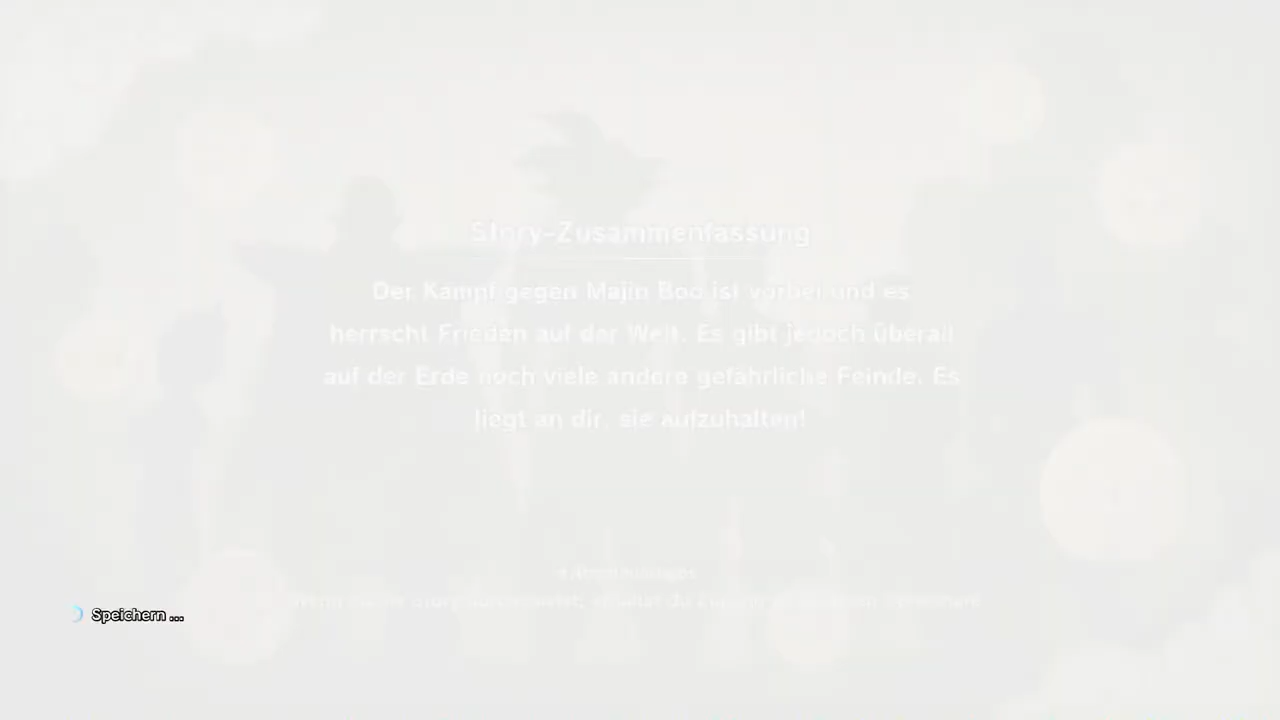 Story-Zusammenfassung
Der Kampf gegen Majin Boo ist vorbei und es
herrscht Frieden auf der Welt. Es gibt jedoch überall
auf der Erde noch viele andere gefährliche Feinde. Es
liegt an dir, sie aufzuhalten!
Speichern ...